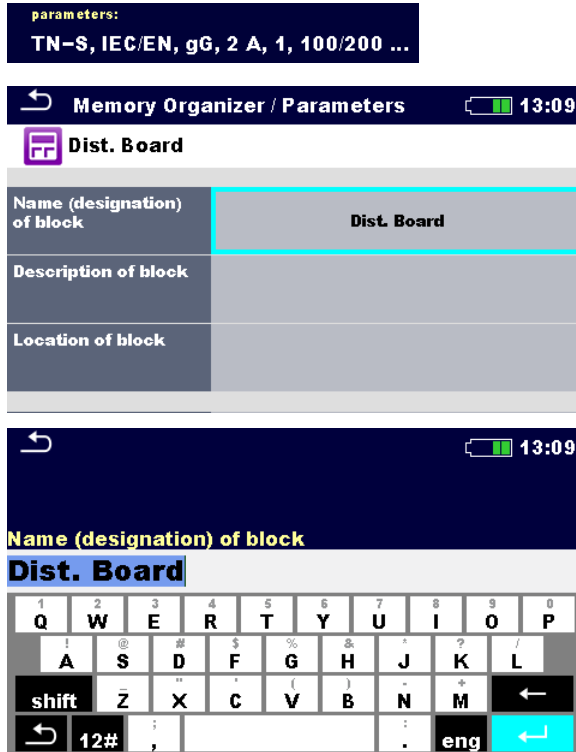 parameters:
TN-S, IEC/EN, gG, 2 A, 1, 100/200 ...
Memory Organizer / Parameters 13:09
Dist. Board
Name (designation)
of block
Dist. Board
Description of block
Location of block
13:09
Name (designation) of block
Dist. Board
1 2 3 4 5 6 7 8 9 0
Q W E R T Y U I O P
! @ # $ % & * ? /
A S D F G H J K L
_ " ' ( ) - +
shift Z X C V B N M ←
; :
12# , . eng